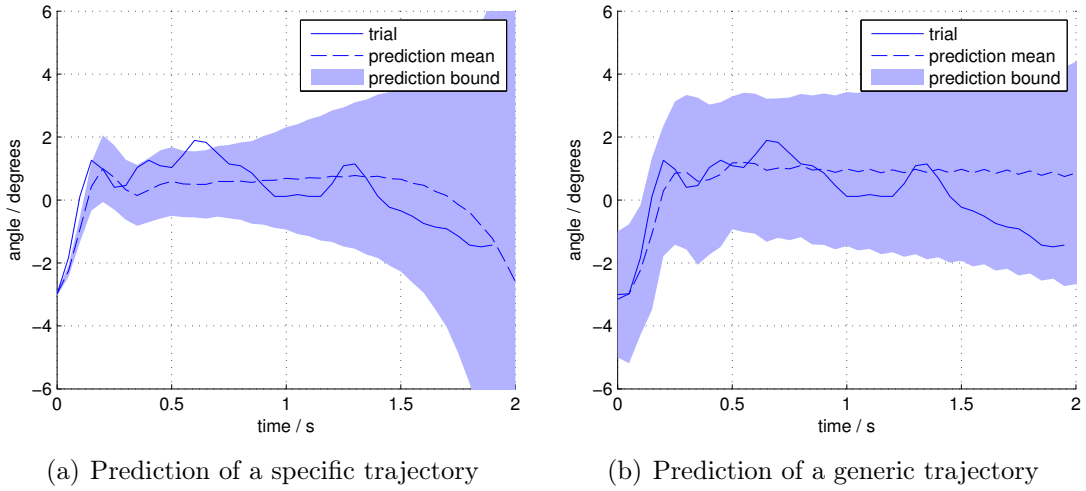 6
4
2
0
−2
−4
−6
0
0.5
1
1.5
2
time / s
angle / degrees
trial
prediction mean
prediction bound
(a) Prediction of a specific trajectory
6
4
2
0
−2
−4
−6
0
0.5
1
1.5
2
time / s
angle / degrees
trial
prediction mean
prediction bound
(b) Prediction of a generic trajectory